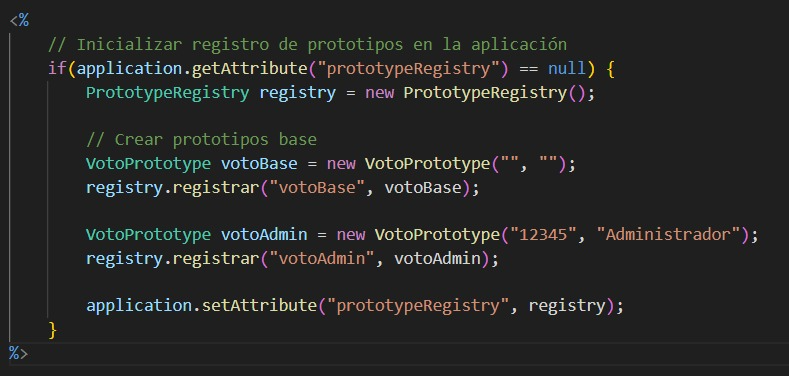 <%
// Inicializar registro de prototipos en la aplicación
if(application.getAttribute("prototypeRegistry") == null) {
PrototypeRegistry registry = new PrototypeRegistry();
// Crear prototipos base
VotoPrototype votoBase = new VotoPrototype("", "");
registry.registrar("votoBase", votoBase);
VotoPrototype votoAdmin = new VotoPrototype("12345", "Administrador");
registry.registrar("votoAdmin", votoAdmin);
application.setAttribute("prototypeRegistry", registry);
}
%>